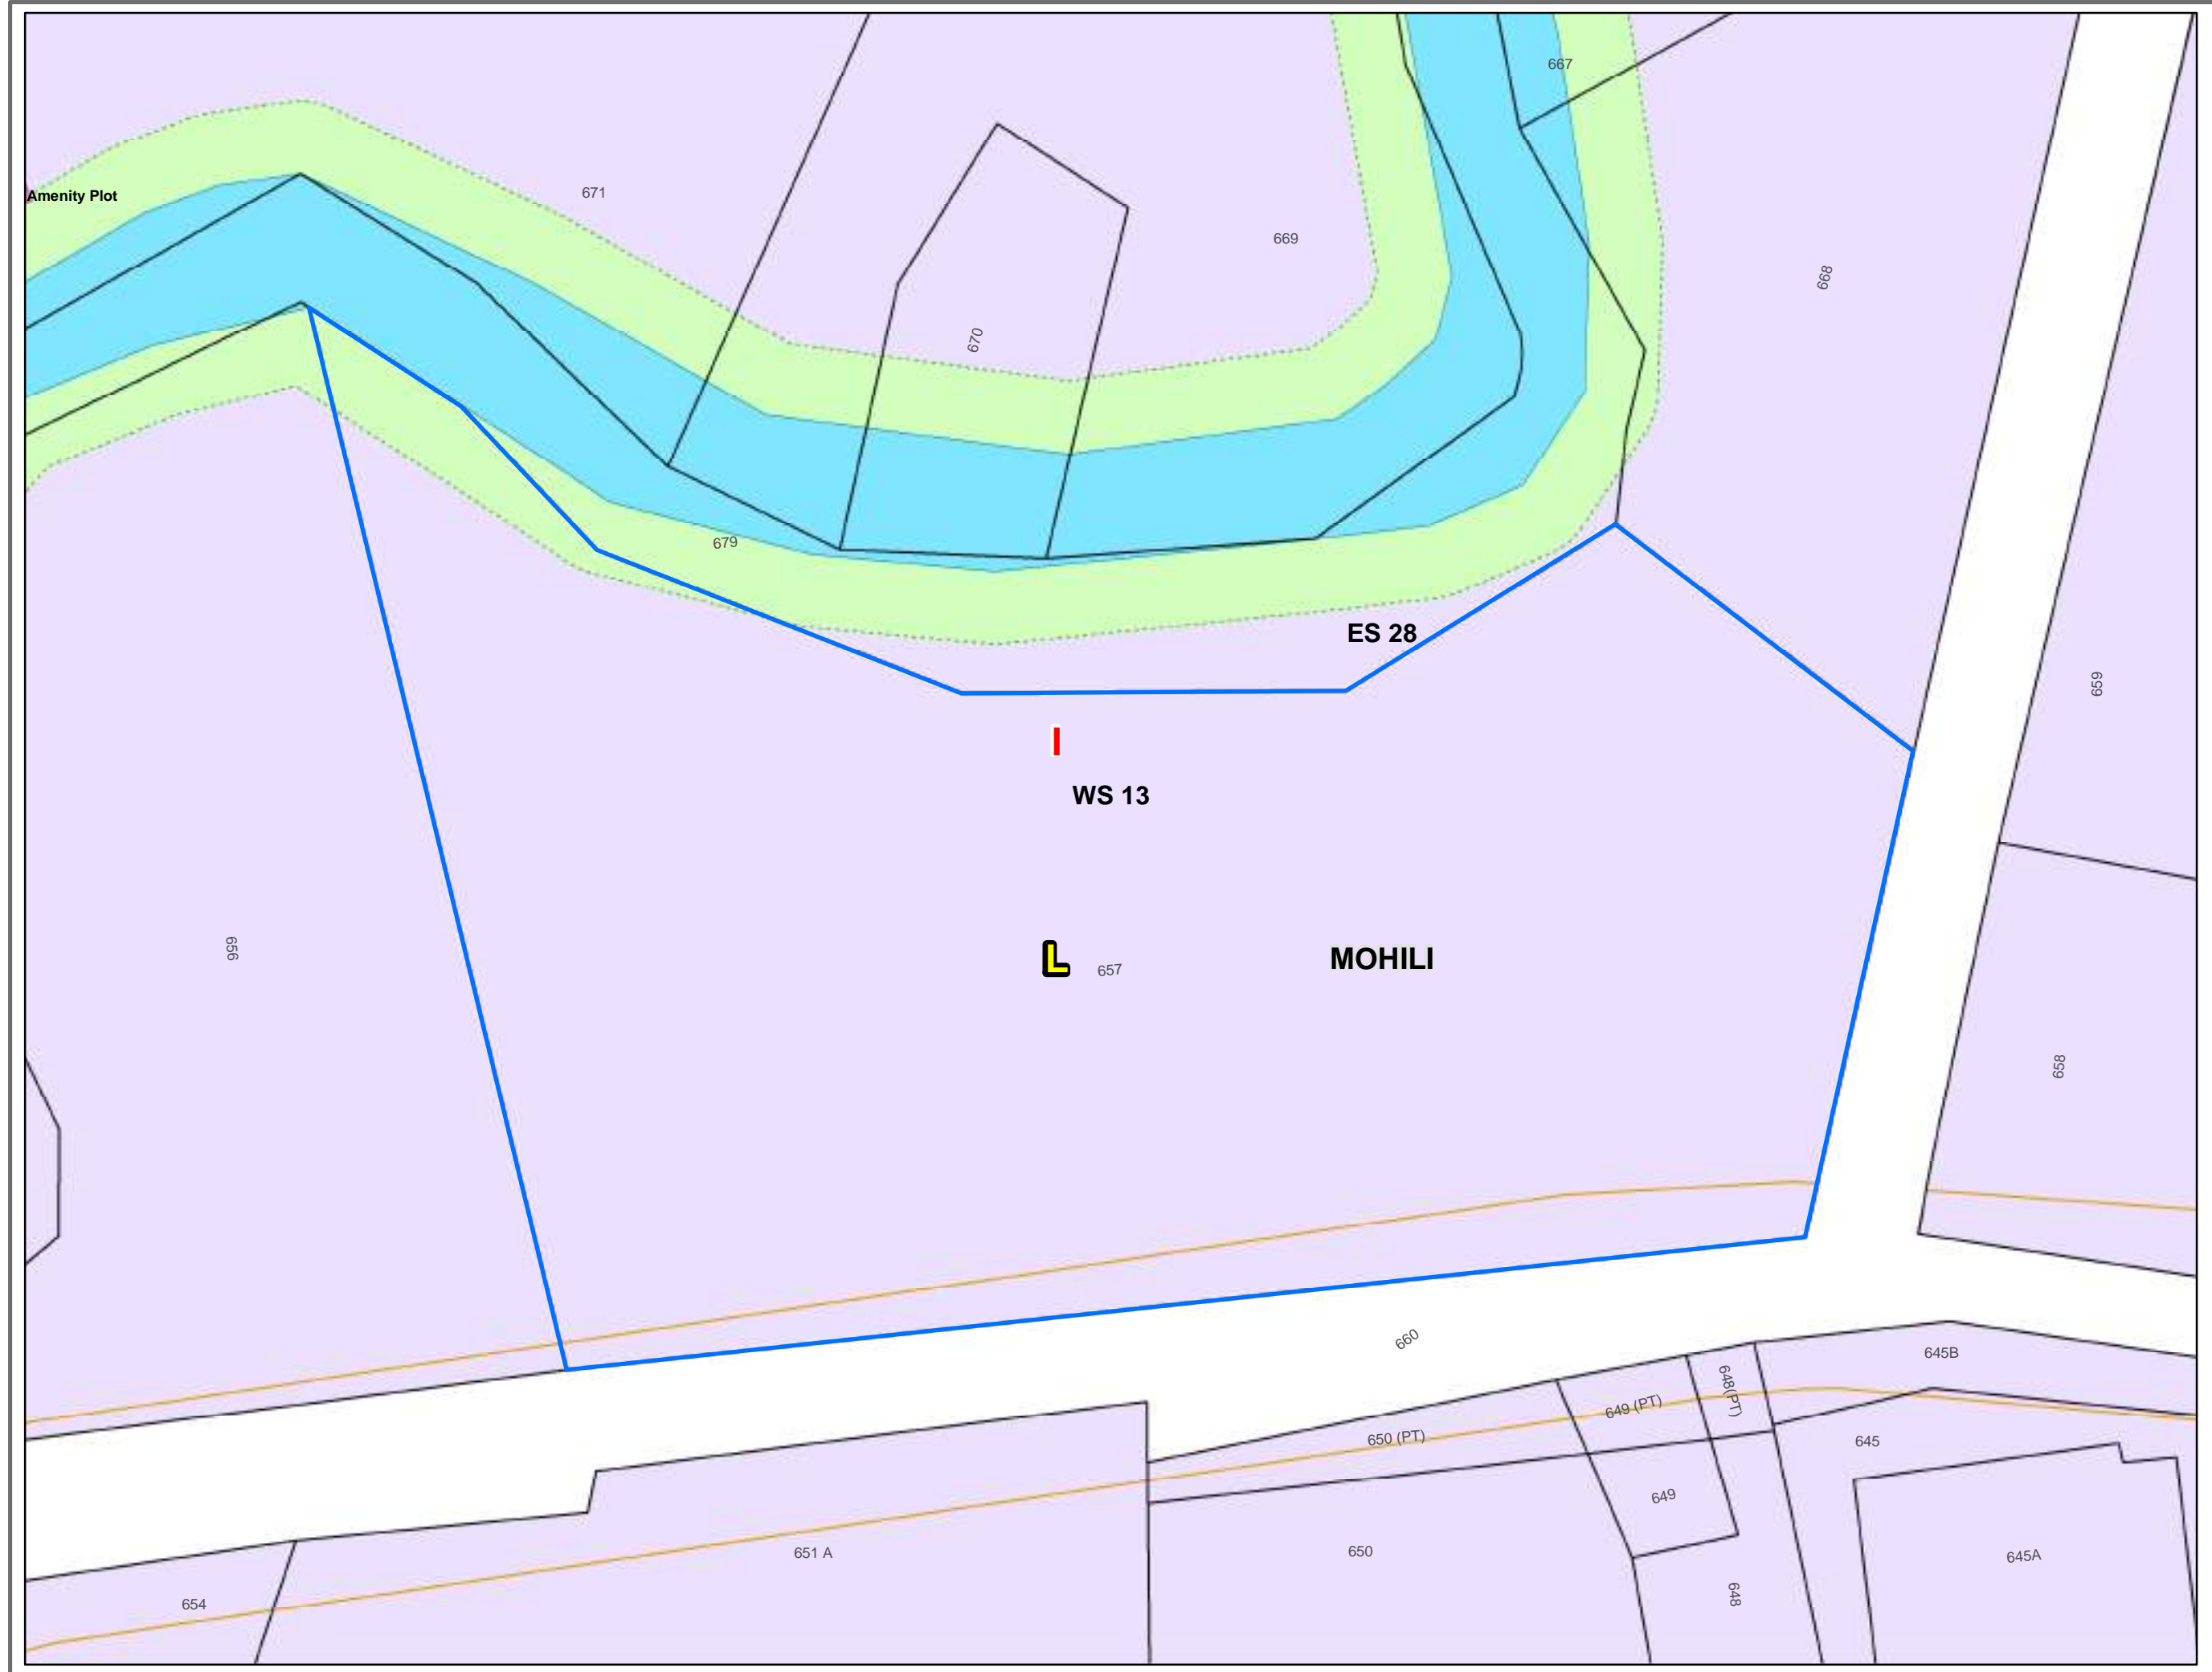 667
Amenity Plot
671
669
668
670
679
ES 28
659
I
WS 13
656
L
657
MOHILI
658
660
645B
648(PT)
649 (PT)
650 (PT)
645
649
651 A
650
645A
648
654